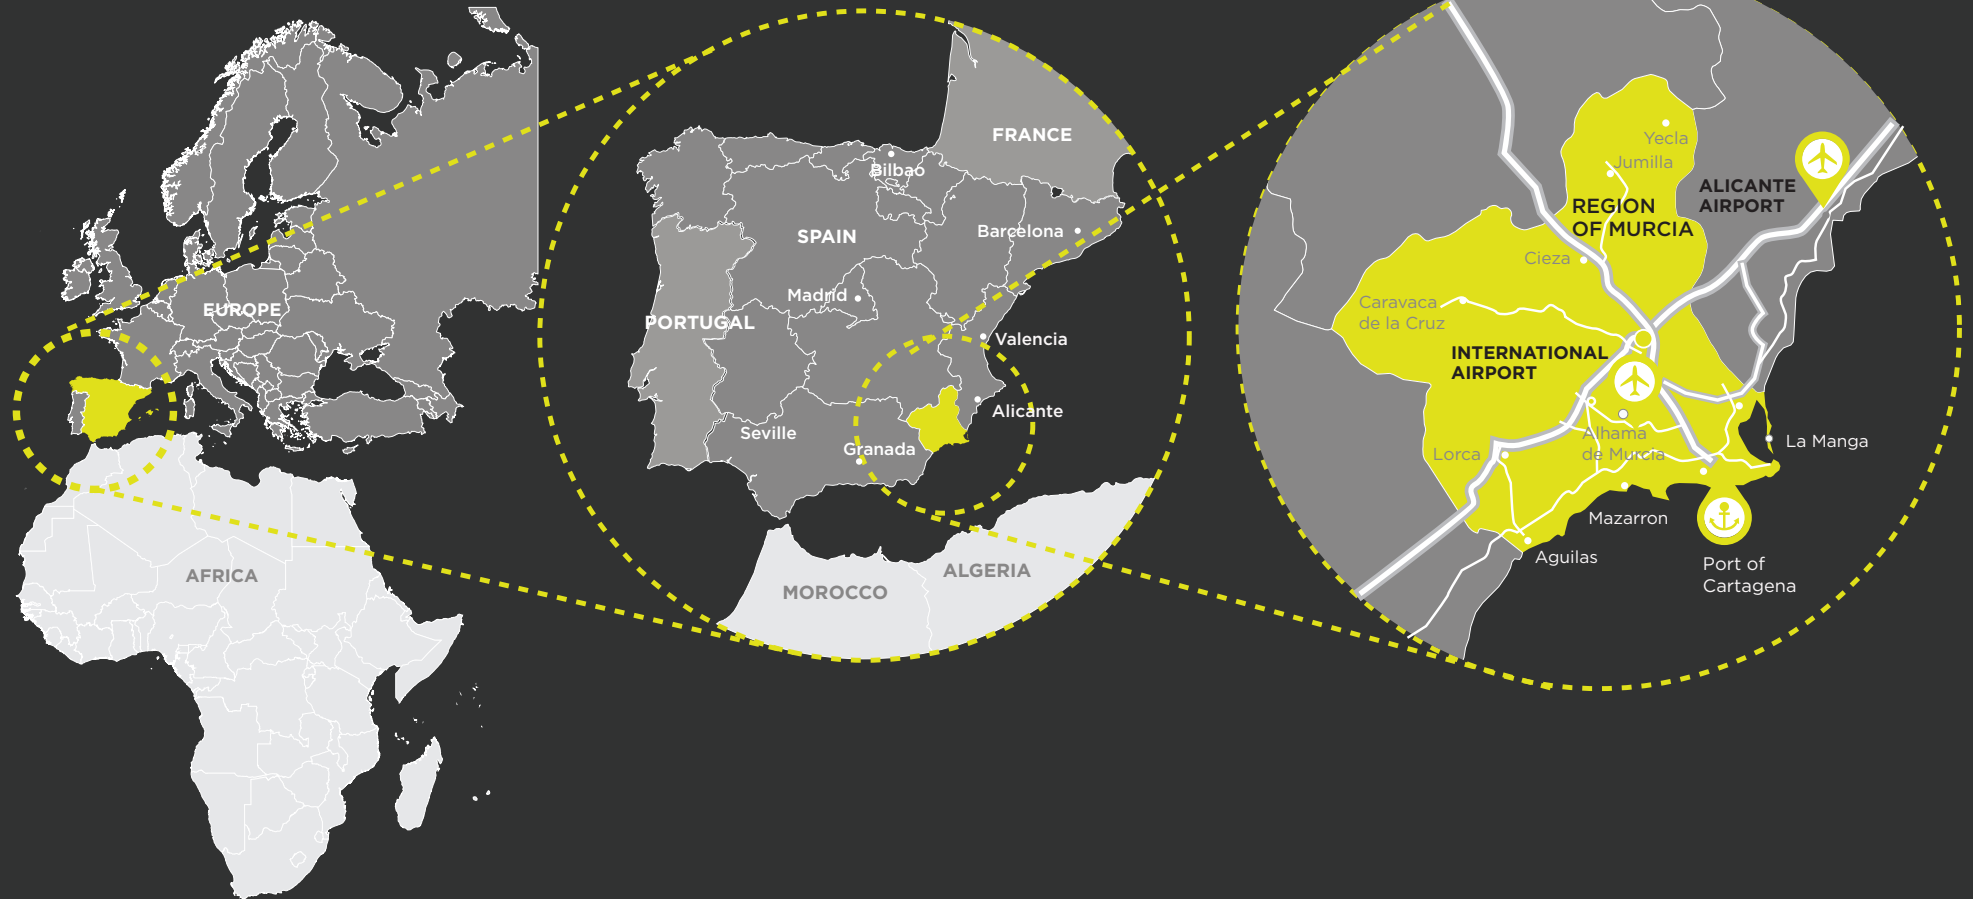 EUROPE
AFRICA
FRANCE
Bilbao
SPAIN
Barcelona
Madrid
PORTUGAL
Valencia
Alicante
Seville
Granada
MOROCCO
ALGERIA
Yecla
Jumilla
ALICANTE
AIRPORT
REGION
OF MURCIA
Cieza
Caravaca
de la Cruz
INTERNATIONAL
AIRPORT
Alhama
de Murcia
Lorca
La Manga
Mazarron
Aguilas
Port of
Cartagena